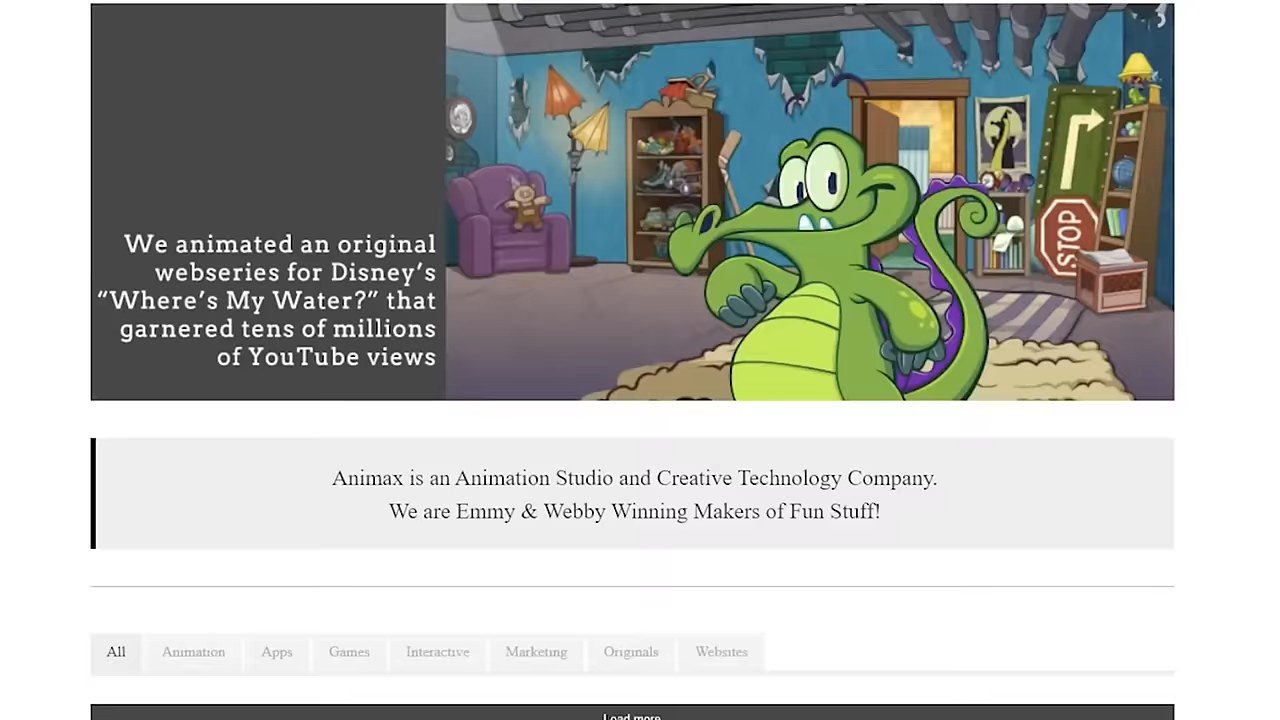 We animated an original
webseries for Disney’s
“Where’s My Water?” that
garnered tens of millions
of YouTube views
STOP
Animax is an Animation Studio and Creative Technology Company.
We are Emmy & Webby Winning Makers of Fun Stuff!
All Animation Apps Games Interactive Marketing Originals Websites
Load more